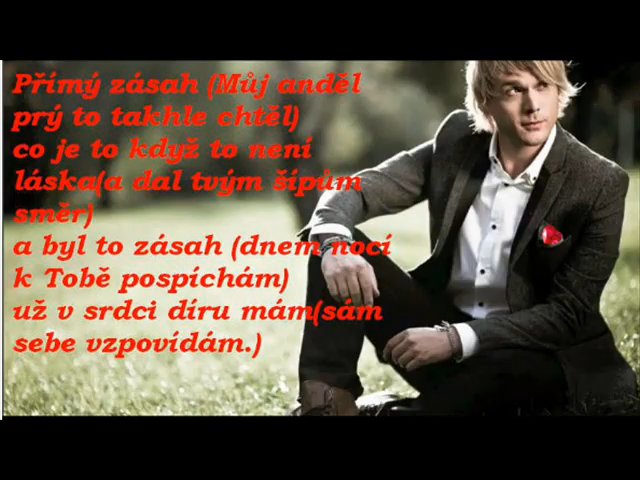 Přímý zásah (Můj anděl
prý to takhle chtěl)
co je to když to není
láska(a dal tvým šípům
směr)
a byl to zásah (dnem nocí
k Tobě pospíchám)
už v srdci díru mám(sám
sebe vzpovídám.)